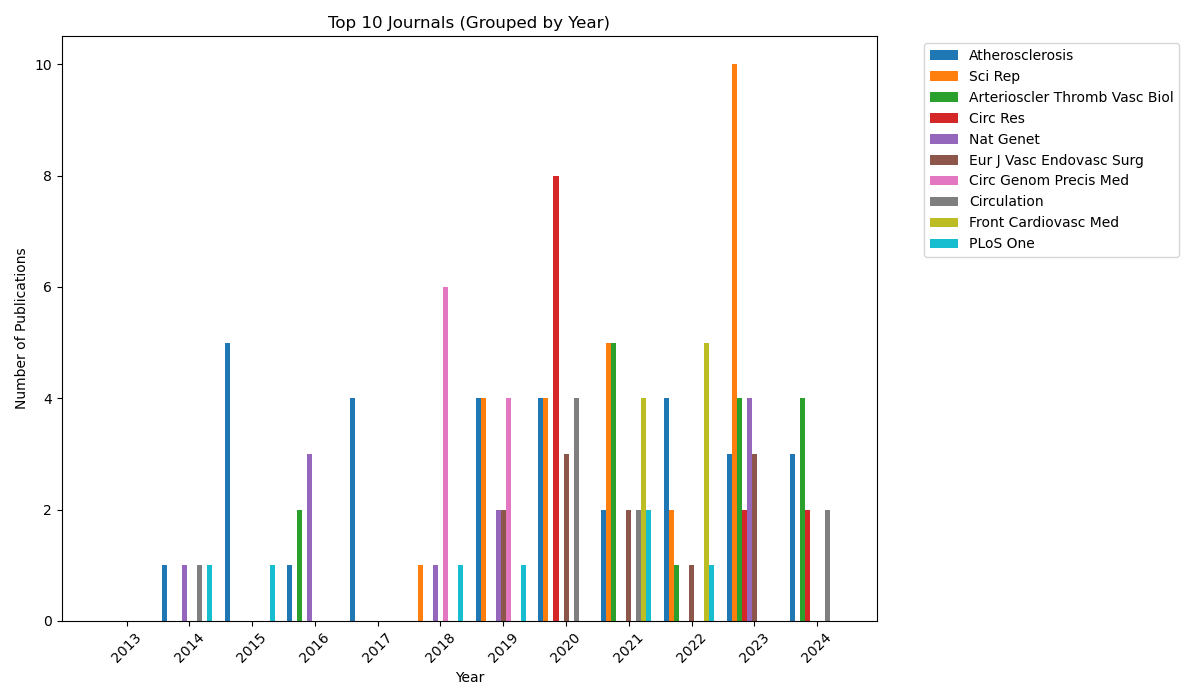 Top 10 Journals (Grouped by Year)
Number of Publications
10
8
6
4
2
0
2013
2014
2015
2016
2017
2018
2019
2020
2021
2022
2023
2024
Year
Atherosclerosis
Sci Rep
Arterioscler Thromb Vasc Biol
Circ Res
Nat Genet
Eur J Vasc Endovasc Surg
Circ Genom Precis Med
Circulation
Front Cardiovasc Med
PLoS One